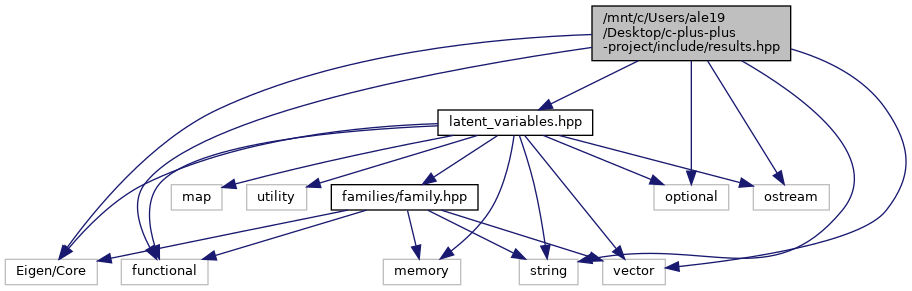 /mnt/c/Users/ale19
/Desktop/c-plus-plus
-project/include/results.hpp
latent_variables.hpp
map
utility
families/family.hpp
optional
ostream
Eigen/Core
functional
memory
string
vector